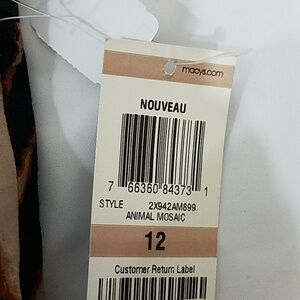 macys.com
NOUVEAU
7 66360 84373 1
STYLE 2X942AM899
ANIMAL MOSAIC
12
Customer Return Label